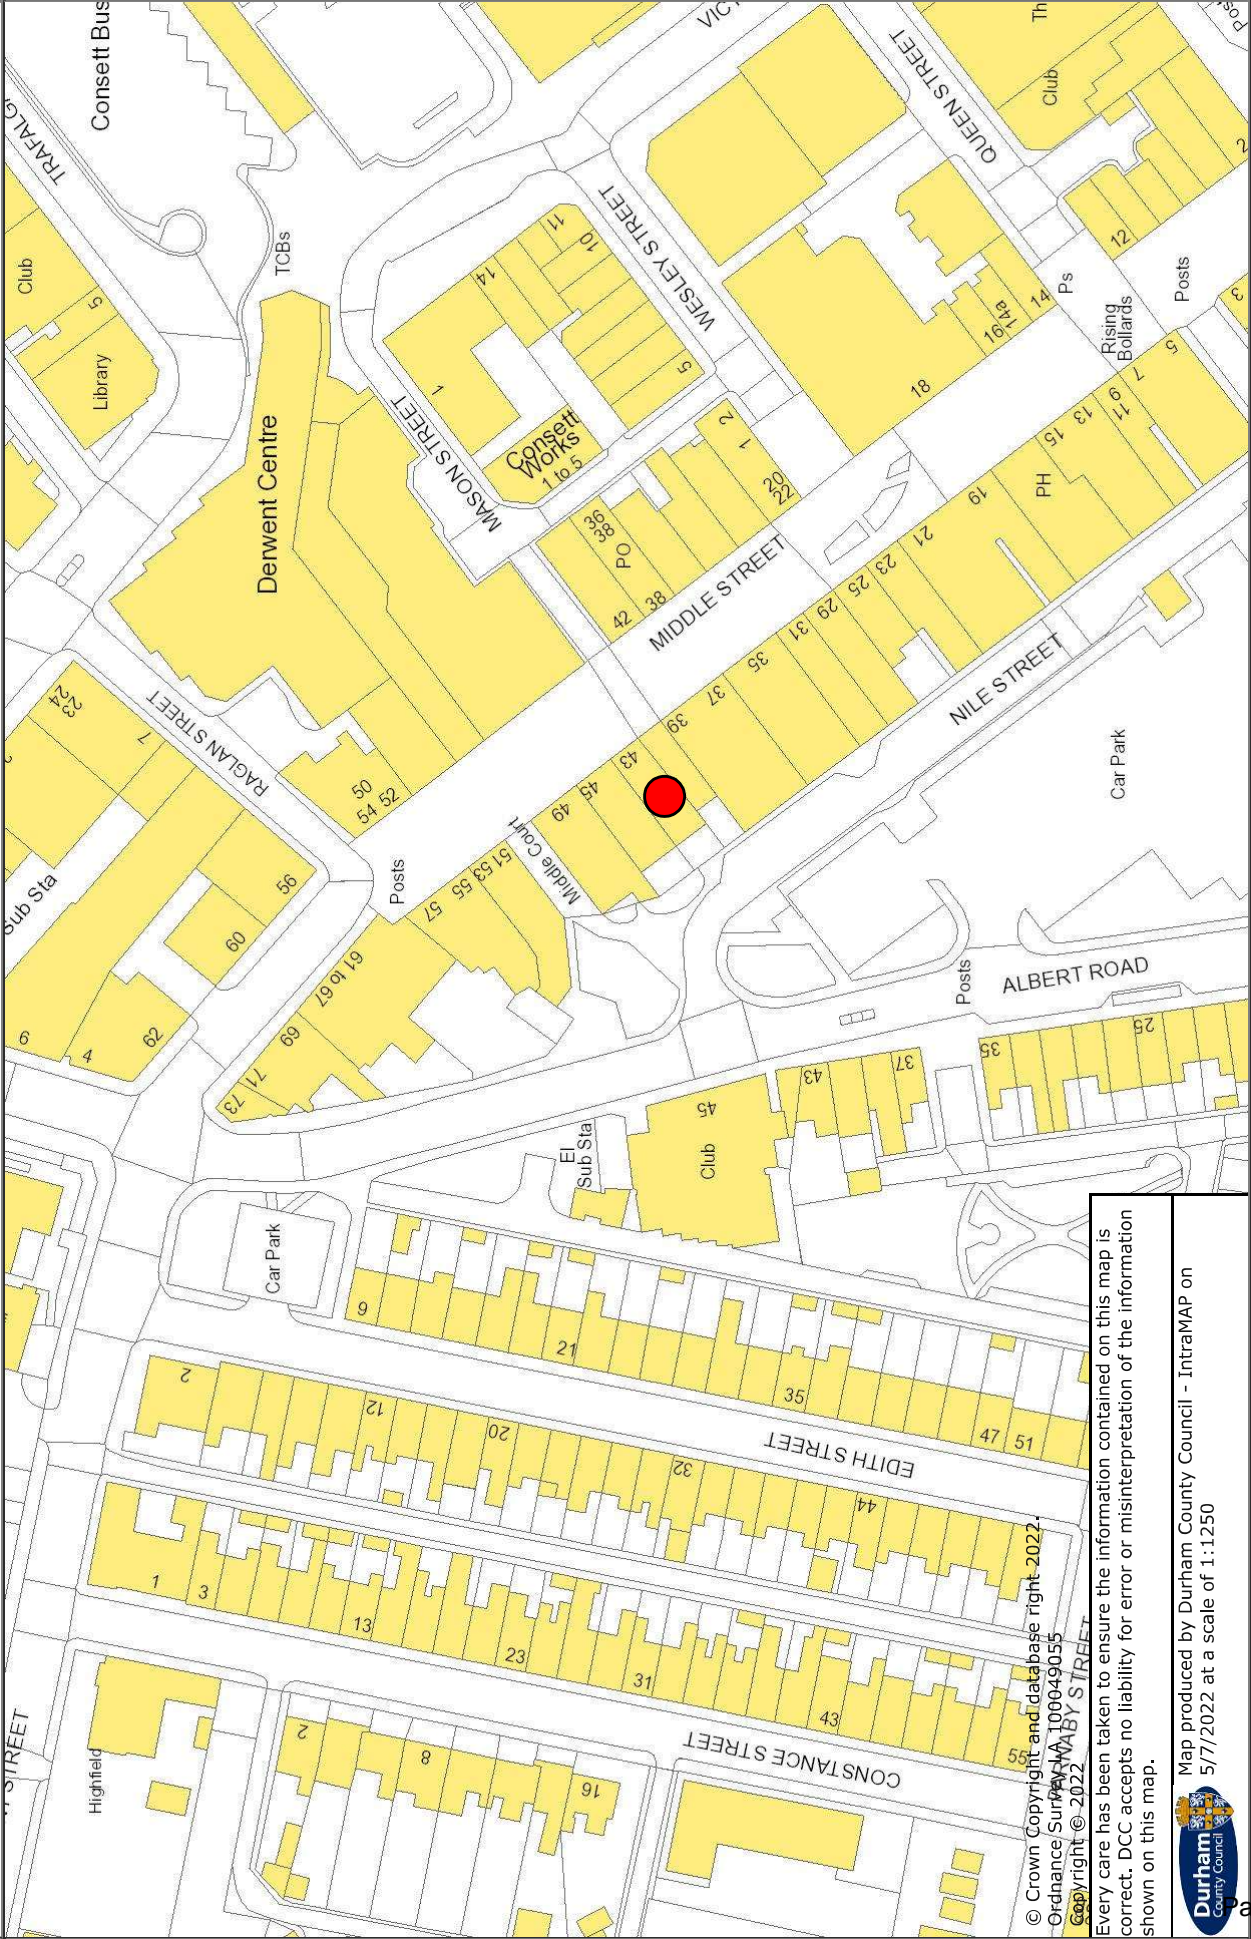 Consett Bus
TRAFALG
VIC
QUEEN STREET
Th
Pos
Club
Club
5
Library
TCBs
2
12
Posts
Ps
Rising
Bollards
3
5
7
9
11
13
15
PH
19
21
23
25
29
31
35
37
39
43
45
49
14
14a
16
18
WESLEY STREET
11
10
14
5
1
Consett
Works
1 to 5
MASON STREET
Derwent Centre
2
1
20
22
36
38
PO
42
38
MIDDLE STREET
NILE STREET
Car Park
RAGLAN STREET
24
23
7
50
54 52
Middle Court
51 53 55
57
Posts
56
60
Sub Sta
61 to 67
69
71
73
62
6
4
Posts
ALBERT ROAD
25
35
37
43
45
Club
El
Sub Sta
Car Park
9
21
35
47
51
EDITH STREET
2
12
20
32
44
1
3
13
23
31
43
55
CONSTANCE STREET
2
8
16
Highfield
STREET
ARNABY STREET
© Crown Copyright and database right 2022.
Ordnance Survey LA 100049055
Copyright © 2022
Every care has been taken to ensure the information contained on this map is
correct. DCC accepts no liability for error or misinterpretation of the information
shown on this map.
Durham
County Council
Map produced by Durham County Council - IntraMAP on
5/7/2022 at a scale of 1:1250
Pa